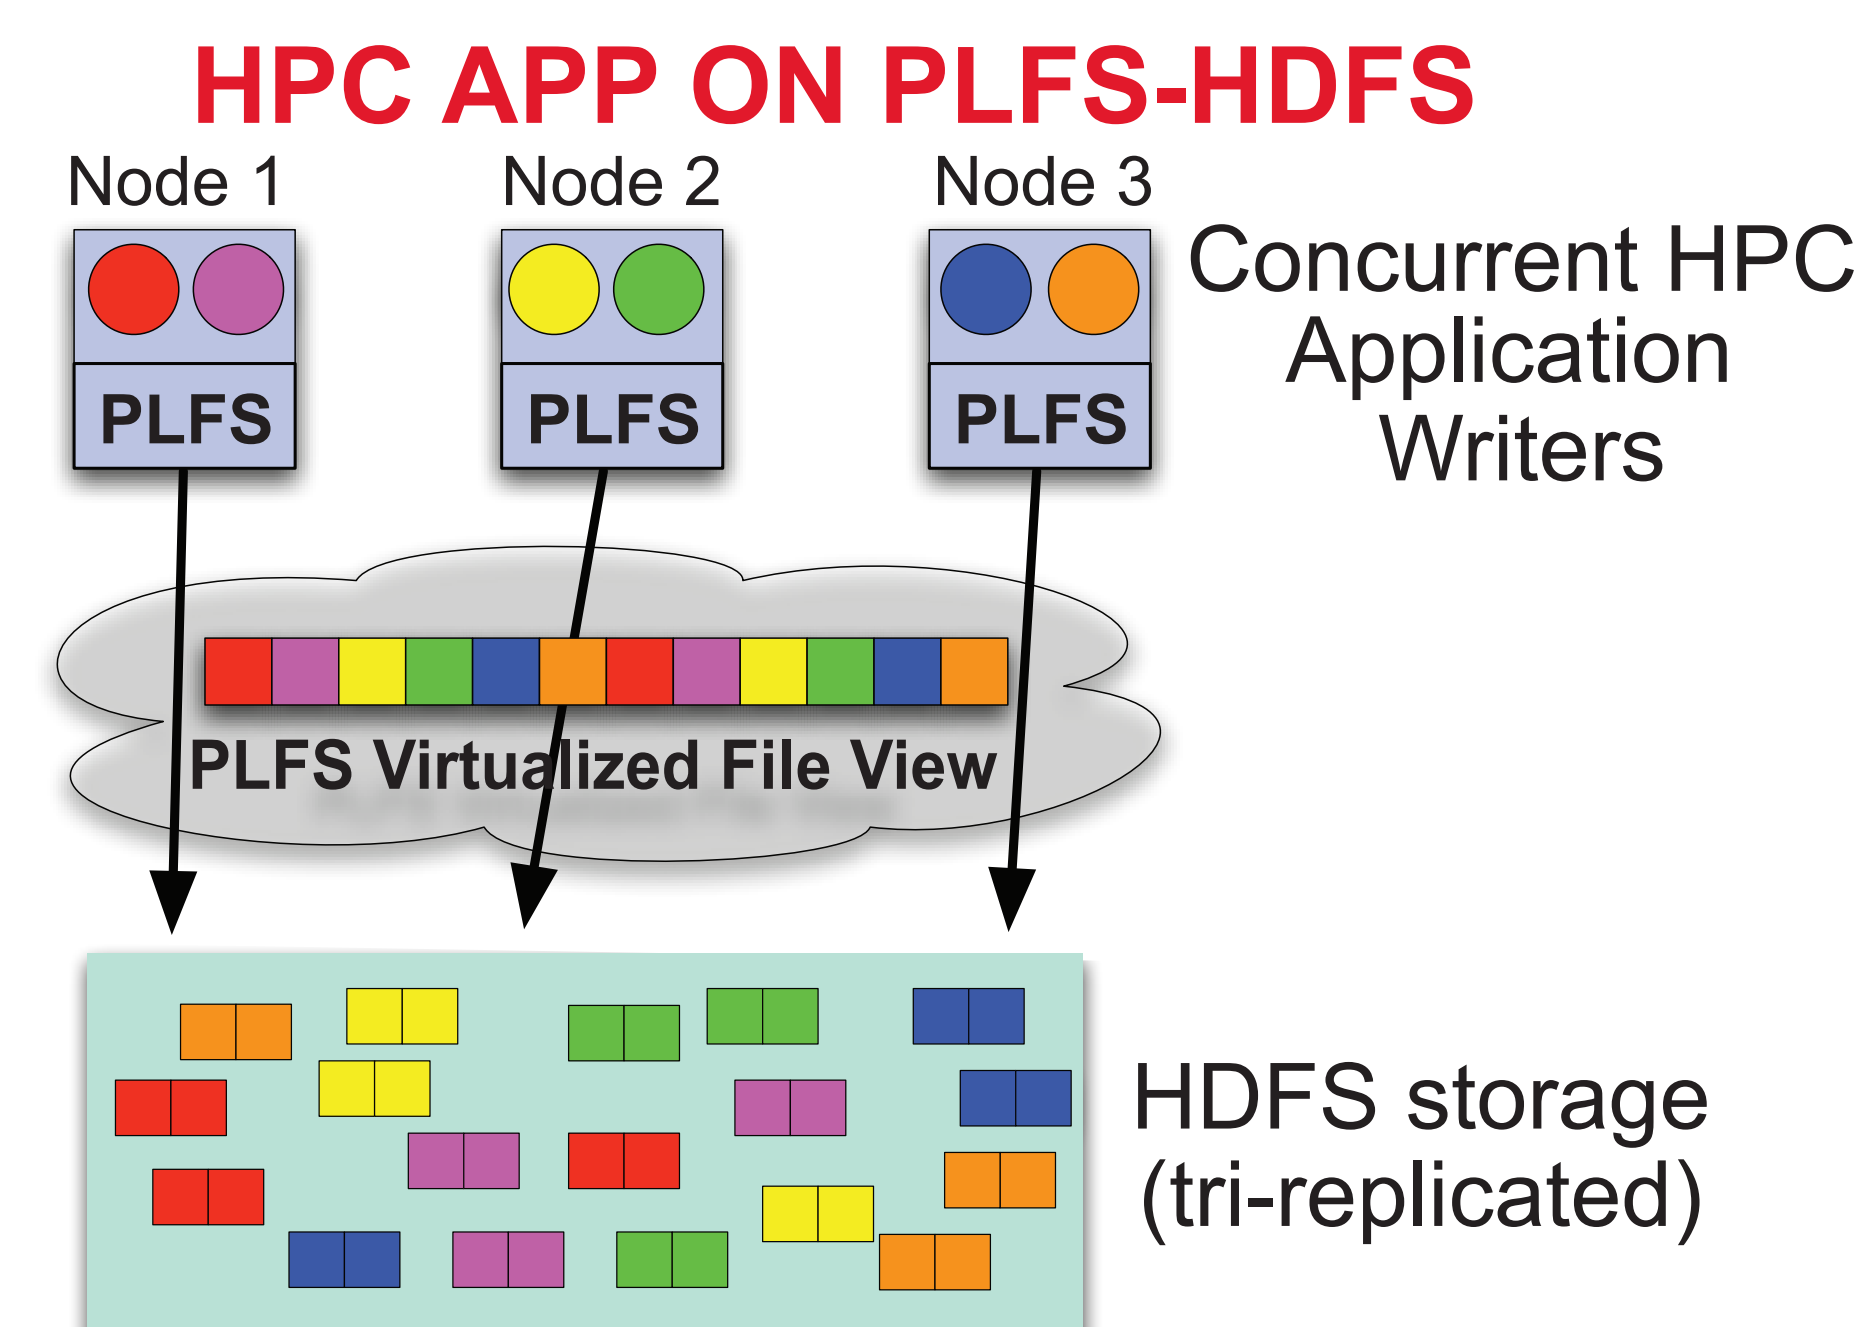 HPC APP ON PLFS-HDFS
Node 1
Node 2
Node 3
Concurrent HPC
Application
Writers
PLFS
PLFS
PLFS
PLFS Virtualized File View
HDFS storage
(tri-replicated)